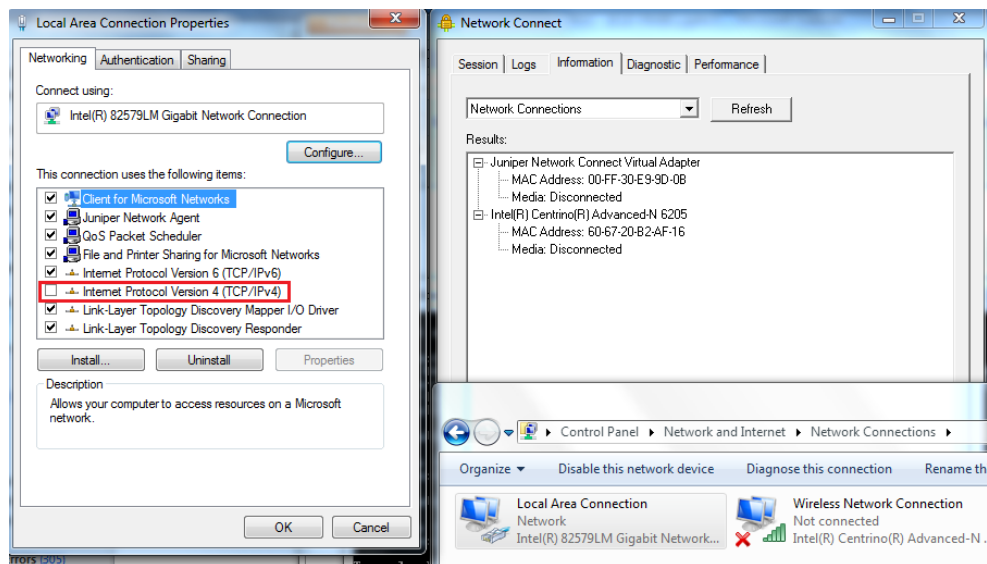 Local Area Connection Properties
Networking Authentication Sharing
Connect using:
Intel(R) 82579LM Gigabit Network Connection
Configure...
This connection uses the following items:
Client for Microsoft Networks
Juniper Network Agent
QoS Packet Scheduler
File and Printer Sharing for Microsoft Networks
Internet Protocol Version 6 (TCP/IPv6)
Internet Protocol Version 4 (TCP/IPv4)
Link-Layer Topology Discovery Mapper I/O Driver
Link-Layer Topology Discovery Responder
Install... Uninstall Properties
Description
Allows your computer to access resources on a Microsoft
network.
OK Cancel
rrors (305)
Network Connect
Session Logs Information Diagnostic Performance
Network Connections Refresh
Results:
Juniper Network Connect Virtual Adapter
MAC Address: 00-FF-30-E9-9D-0B
Media: Disconnected
Intel(R) Centrino(R) Advanced-N 6205
MAC Address: 60-67-20-B2-AF-16
Media: Disconnected
Control Panel Network and Internet Network Connections
Organize Disable this network device Diagnose this connection Rename th
Local Area Connection
Network
Intel(R) 82579LM Gigabit Network...
Wireless Network Connection
Not connected
Intel(R) Centrino(R) Advanced-N